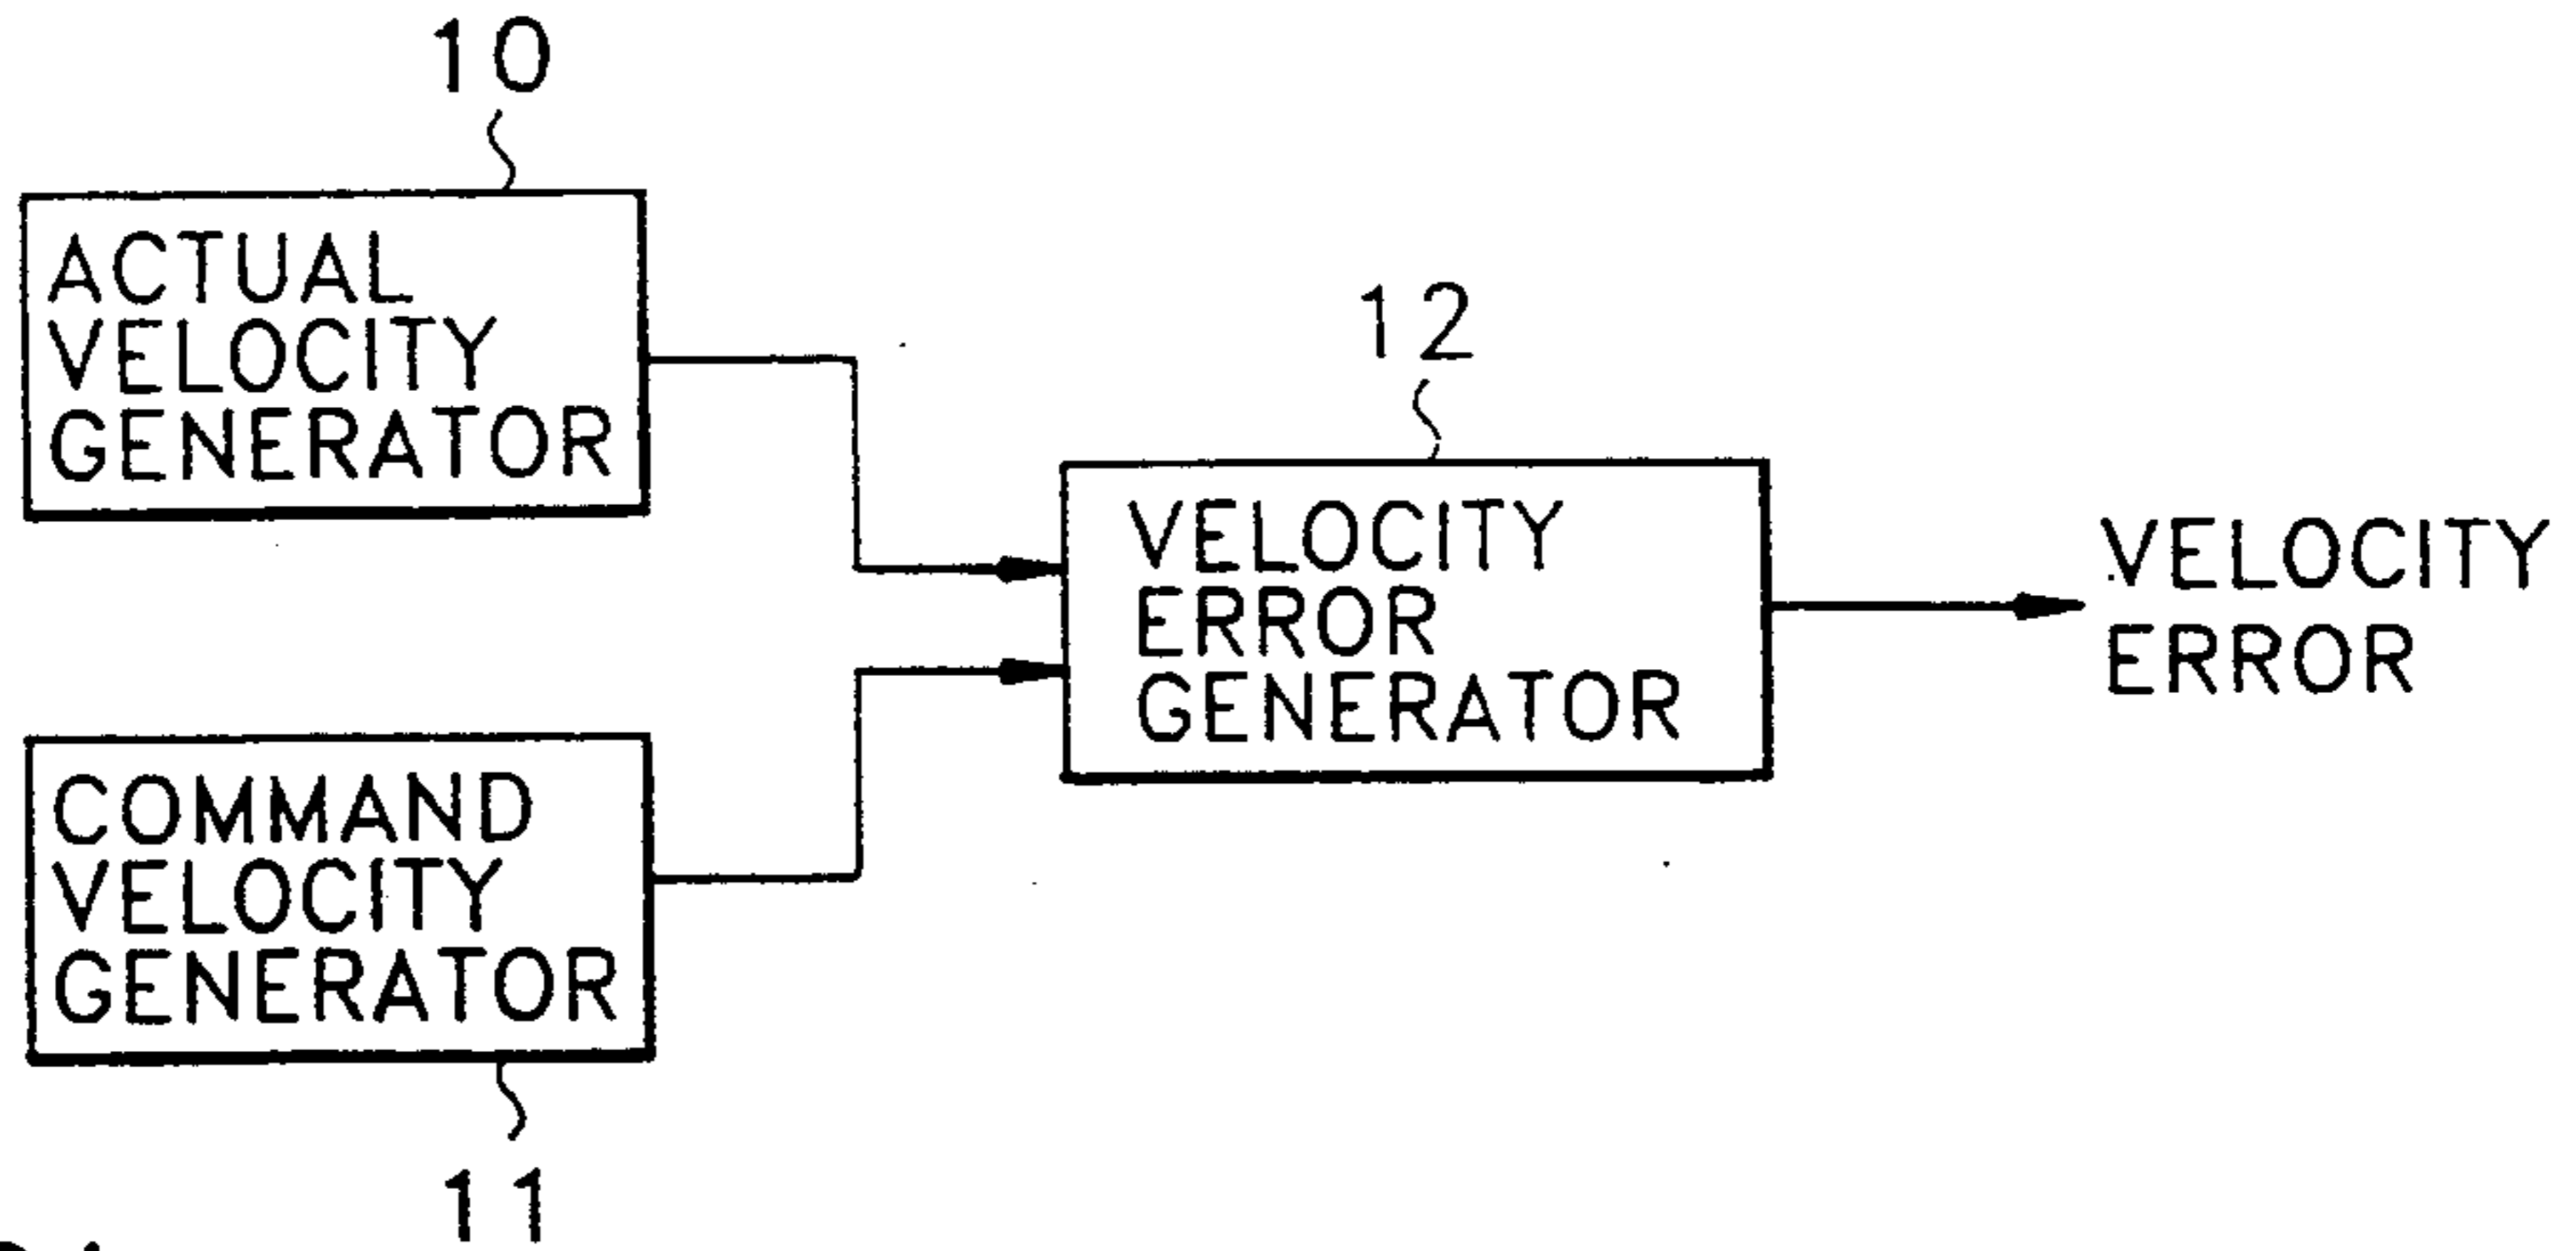 10
ACTUAL
VELOCITY
GENERATOR
12
VELOCITY
ERROR
GENERATOR
VELOCITY
ERROR
COMMAND
VELOCITY
GENERATOR
11